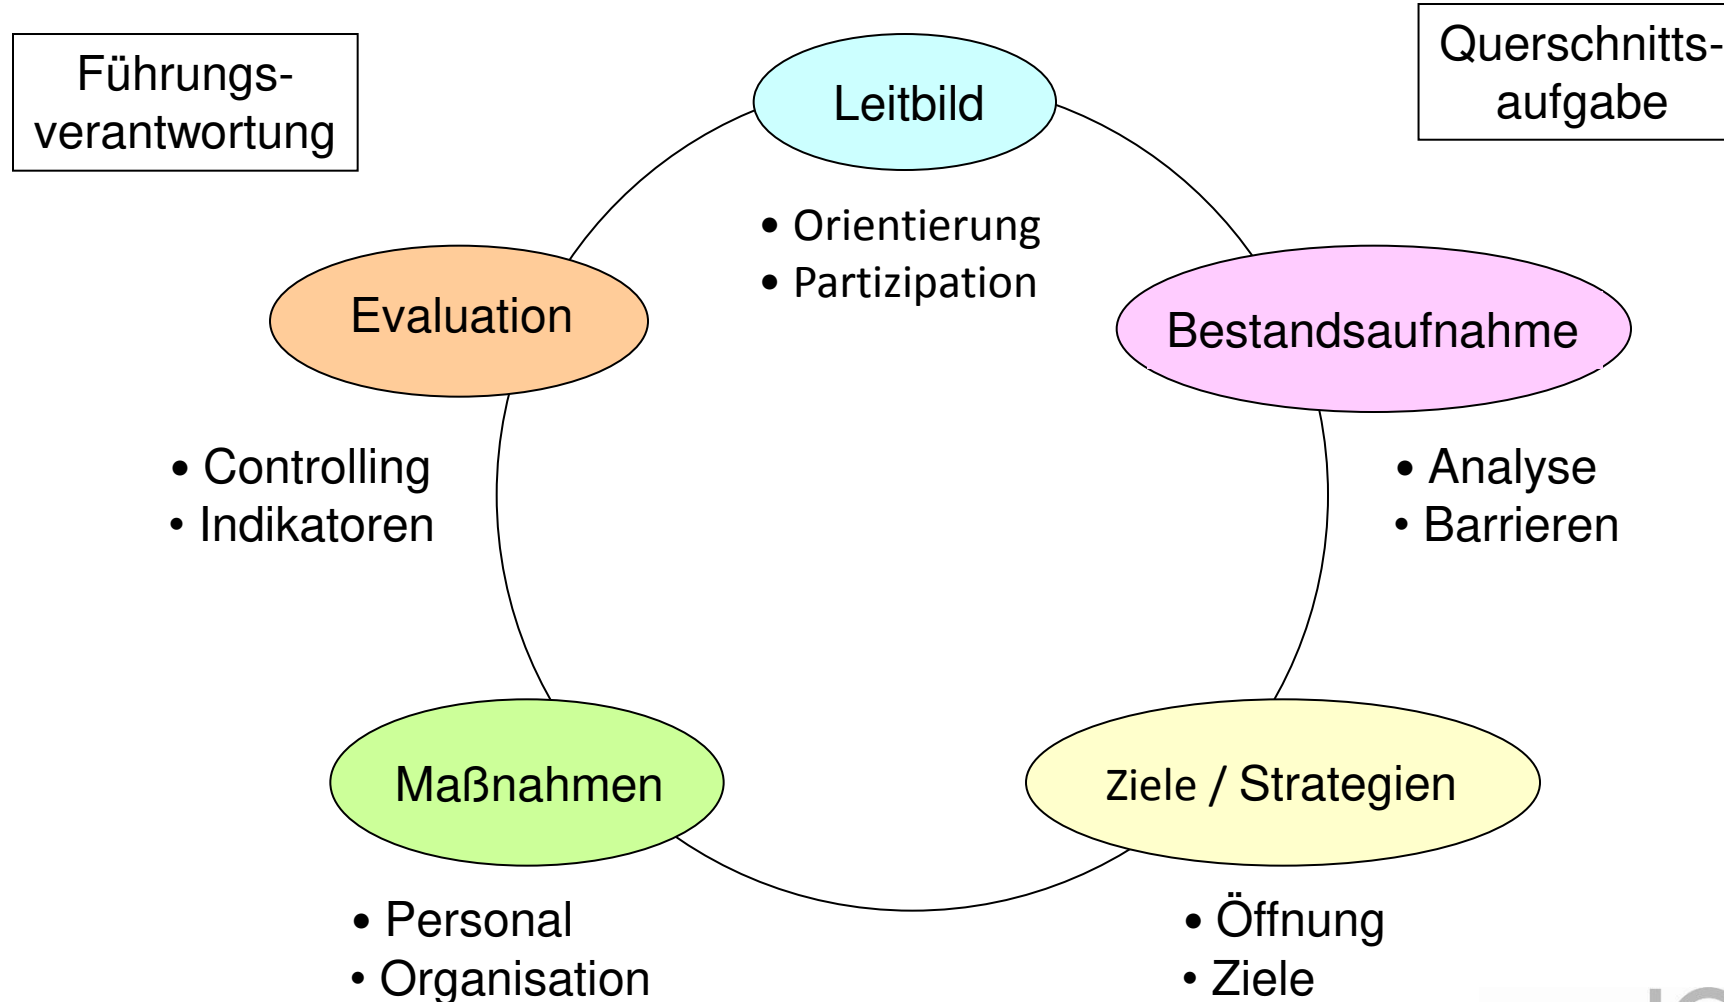 Führungs-
verantwortung
Querschnitts-
aufgabe
Leitbild
• Orientierung
• Partizipation
Evaluation
Bestandsaufnahme
• Controlling
• Indikatoren
• Analyse
• Barrieren
Maßnahmen
Ziele / Strategien
• Personal
• Organisation
• Öffnung
• Ziele